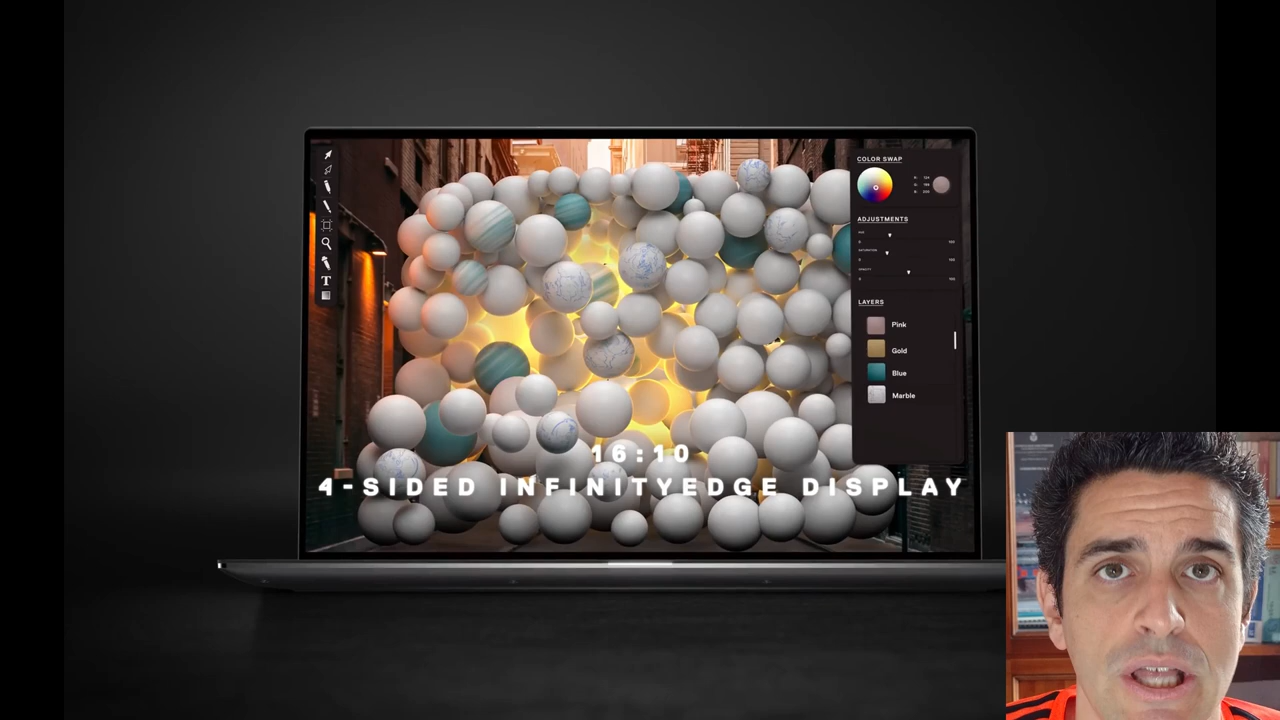 COLOR SWAP
ADJUSTMENTS
LAYERS
Pink
Gold
Blue
Marble
T
16:10
4-SIDED INFINITYEDGE DISPLAY